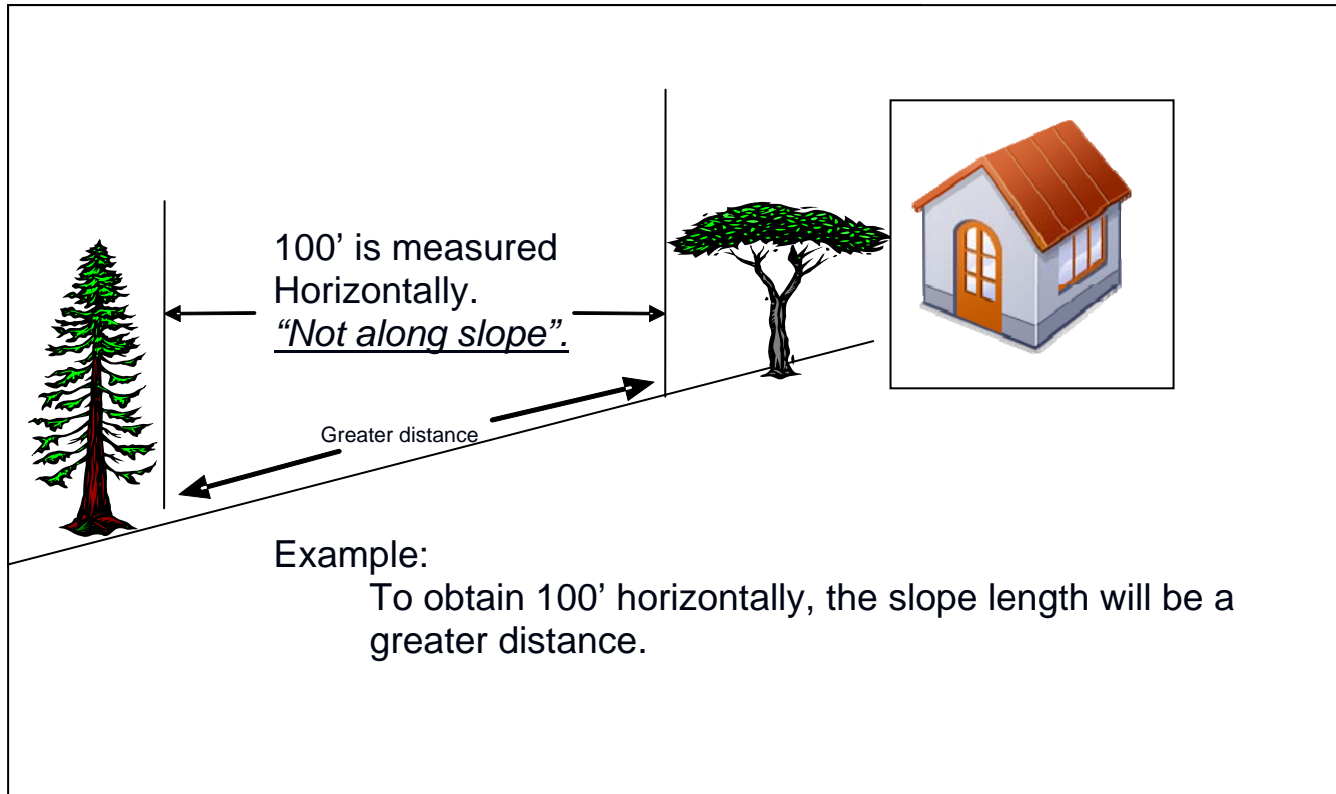 100’ is measured
Horizontally.
“Not along slope”.
Greater distance
Example:
To obtain 100’ horizontally, the slope length will be a
greater distance.